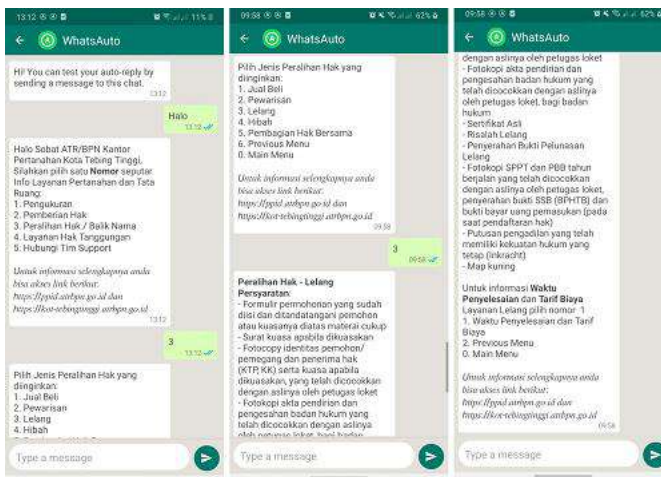 13:12
11%
WhatsAuto
Hi! You can test your auto-reply by
sending a message to this chat.
13:12
Halo
13:12
Halo Sobat ATR/BPN Kantor
Pertanahan Kota Tebing Tinggi,
Silahkan pilih satu Nomor seputar
Info Layanan Pertanahan dan Tata
Ruang:
1. Pengukuran
2. Pemberian Hak
3. Peralihan Hak / Balik Nama
4. Layanan Hak Tanggungan
5. Hubungi Tim Support
Untuk informasi selengkapnya anda
bisa akses link berikut:
https://ppid.atrbpn.go.id dan
https://kot-tebingtinggi.atrbpn.go.id
13:12
3
13:12
Pilih Jenis Peralihan Hak yang
diinginkan:
1. Jual Beli
2. Pewarisan
3. Lelang
4. Hibah
Type a message
09:58
62%
WhatsAuto
Pilih Jenis Peralihan Hak yang
diinginkan:
1. Jual Beli
2. Pewarisan
3. Lelang
4. Hibah
5. Pembagian Hak Bersama
6. Previous Menu
0. Main Menu
Untuk informasi selengkapnya anda
bisa akses link berikut:
https://ppid.atrbpn.go.id dan
https://kot-tebingtinggi.atrbpn.go.id
09:58
3
09:58
Peralihan Hak - Lelang
Persyaratan:
- Formulir permohonan yang sudah
diisi dan ditandatangani pemohon
atau kuasanya diatas materai cukup
- Surat kuasa apabila dikuasakan
- Fotocopy identitas pemohon/
pemegang dan penerima hak
(KTP, KK) serta kuasa apabila
dikuasakan, yang telah dicocokkan
dengan aslinya oleh petugas loket
- Fotokopi akta pendirian dan
pengesahan badan hukum yang
telah dicocokkan dengan aslinya
oleh petugas loket, bagi badan
Type a message
09:58
62%
WhatsAuto
dengan aslinya oleh petugas loket
- Fotokopi akta pendirian dan
pengesahan badan hukum yang
telah dicocokkan dengan aslinya
oleh petugas loket, bagi badan
hukum
- Sertifikat Asli
- Risalah Lelang
- Penyerahan Bukti Pelunasan
Lelang
- Fotokopi SPPT dan PBB tahun
berjalan yang telah dicocokkan
dengan aslinya oleh petugas loket,
penyerahan bukti SSB (BPHTB) dan
bukti bayar uang pemasukan (pada
saat pendaftaran hak)
- Putusan pengadilan yang telah
memiliki kekuatan hukum yang
tetap (inkracht)
- Map kuning
Untuk informasi Waktu
Penyelesaian dan Tarif Biaya
Layanan Lelang pilih nomor 1
1. Waktu Penyelesaian dan Tarif
Biaya
2. Previous Menu
0. Main Menu
Untuk informasi selengkapnya anda
bisa akses link berikut:
https://ppid.atrbpn.go.id dan
https://kot-tebingtinggi.atrbpn.go.id
09:58
Type a message